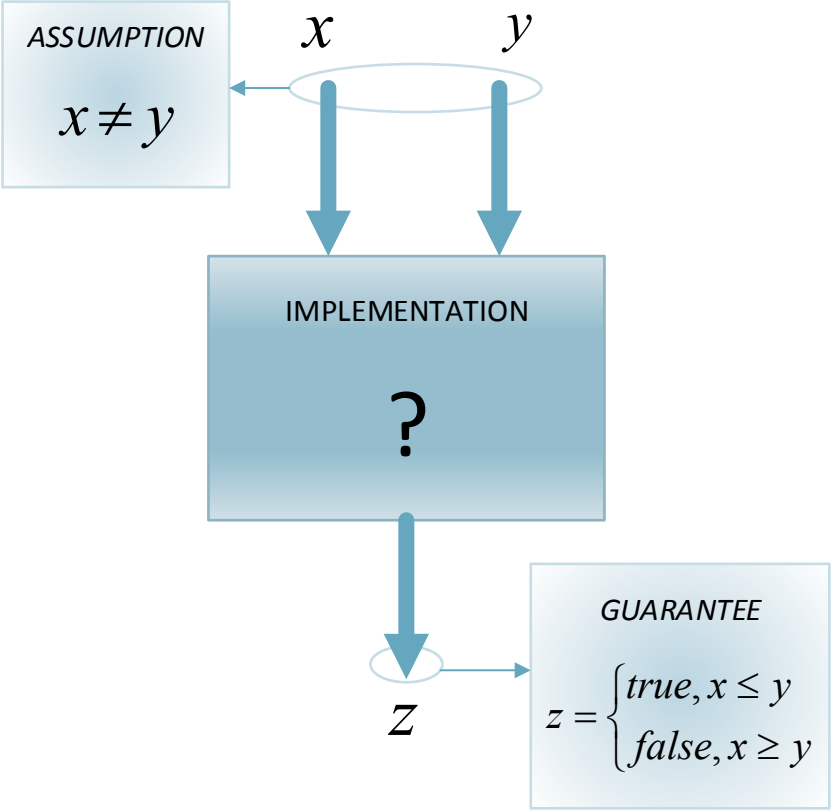 ASSUMPTION
x ≠ y
x y
IMPLEMENTATION
?
z
GUARANTEE
z = { true, x ≤ y
false, x ≥ y